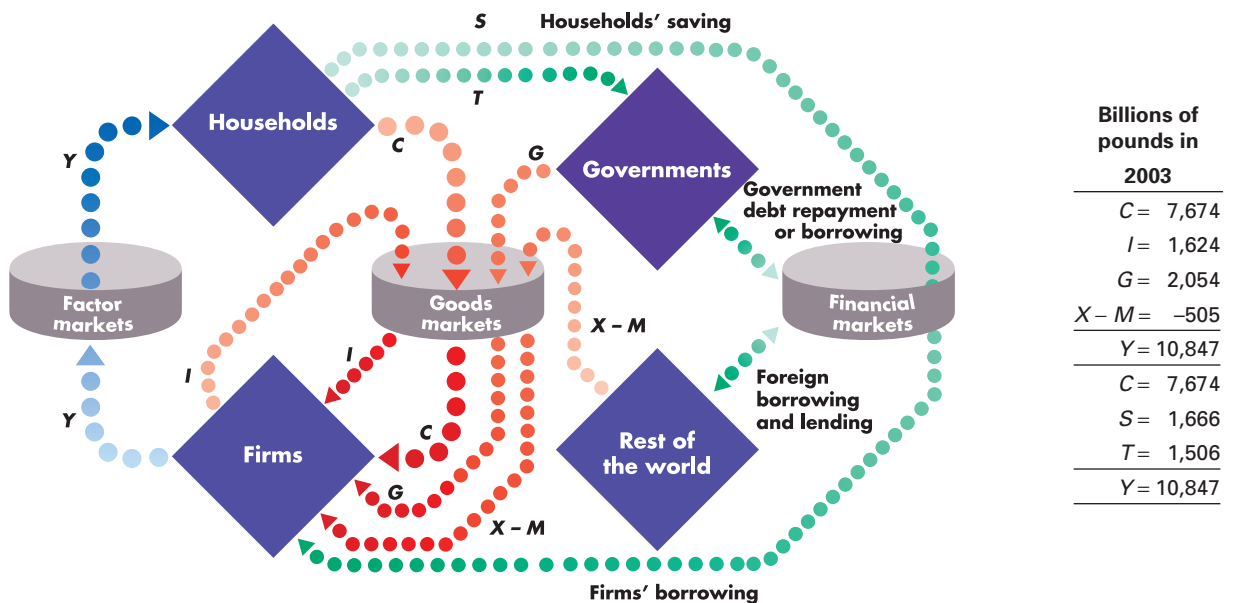 S
Households' saving
T
Households
Y
C
G
Governments
Government
debt repayment
or borrowing
Factor
markets
Goods
markets
Financial
markets
X – M
I
I
Y
C
Firms
G
X – M
Rest of
the world
Foreign
borrowing
and lending
Firms' borrowing
Billions of
pounds in
2003
C = 7,674
I = 1,624
G = 2,054
X – M = –505
Y = 10,847
C = 7,674
S = 1,666
T = 1,506
Y = 10,847